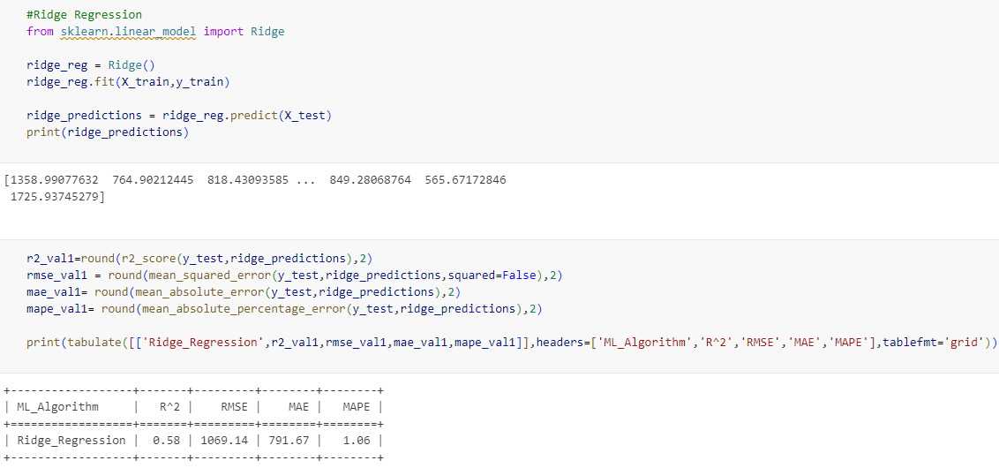 #Ridge Regression
from sklearn.linear_model import Ridge
ridge_reg = Ridge()
ridge_reg.fit(X_train,y_train)
ridge_predictions = ridge_reg.predict(X_test)
print(ridge_predictions)
[1358.99077632  764.90212445  818.43093585 ...  849.28068764  565.67172846
 1725.93745279]
r2_val1=round(r2_score(y_test,ridge_predictions),2)
rmse_val1 = round(mean_squared_error(y_test,ridge_predictions,squared=False),2)
mae_val1= round(mean_absolute_error(y_test,ridge_predictions),2)
mape_val1= round(mean_absolute_percentage_error(y_test,ridge_predictions),2)
print(tabulate([['Ridge_Regression',r2_val1,rmse_val1,mae_val1,mape_val1]],headers=['ML_Algorithm','R^2','RMSE','MAE','MAPE'],tablefmt='grid'))
+------------------+-------+---------+--------+--------+
| ML_Algorithm     |   R^2 |    RMSE |    MAE |   MAPE |
+==================+=======+=========+========+========+
| Ridge_Regression |  0.58 | 1069.14 | 791.67 |   1.06 |
+------------------+-------+---------+--------+--------+